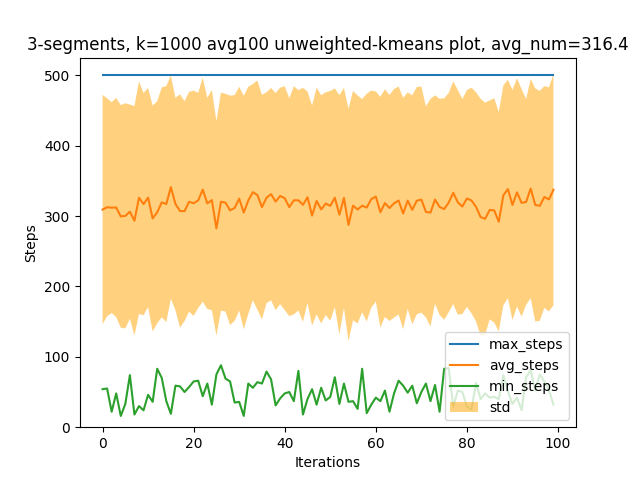 3-segments, k=1000 avg100 unweighted-kmeans plot, avg_num=316.4
500
400
300
200
100
0
Steps
0 20 40 60 80 100
Iterations
max_steps
avg_steps
min_steps
std